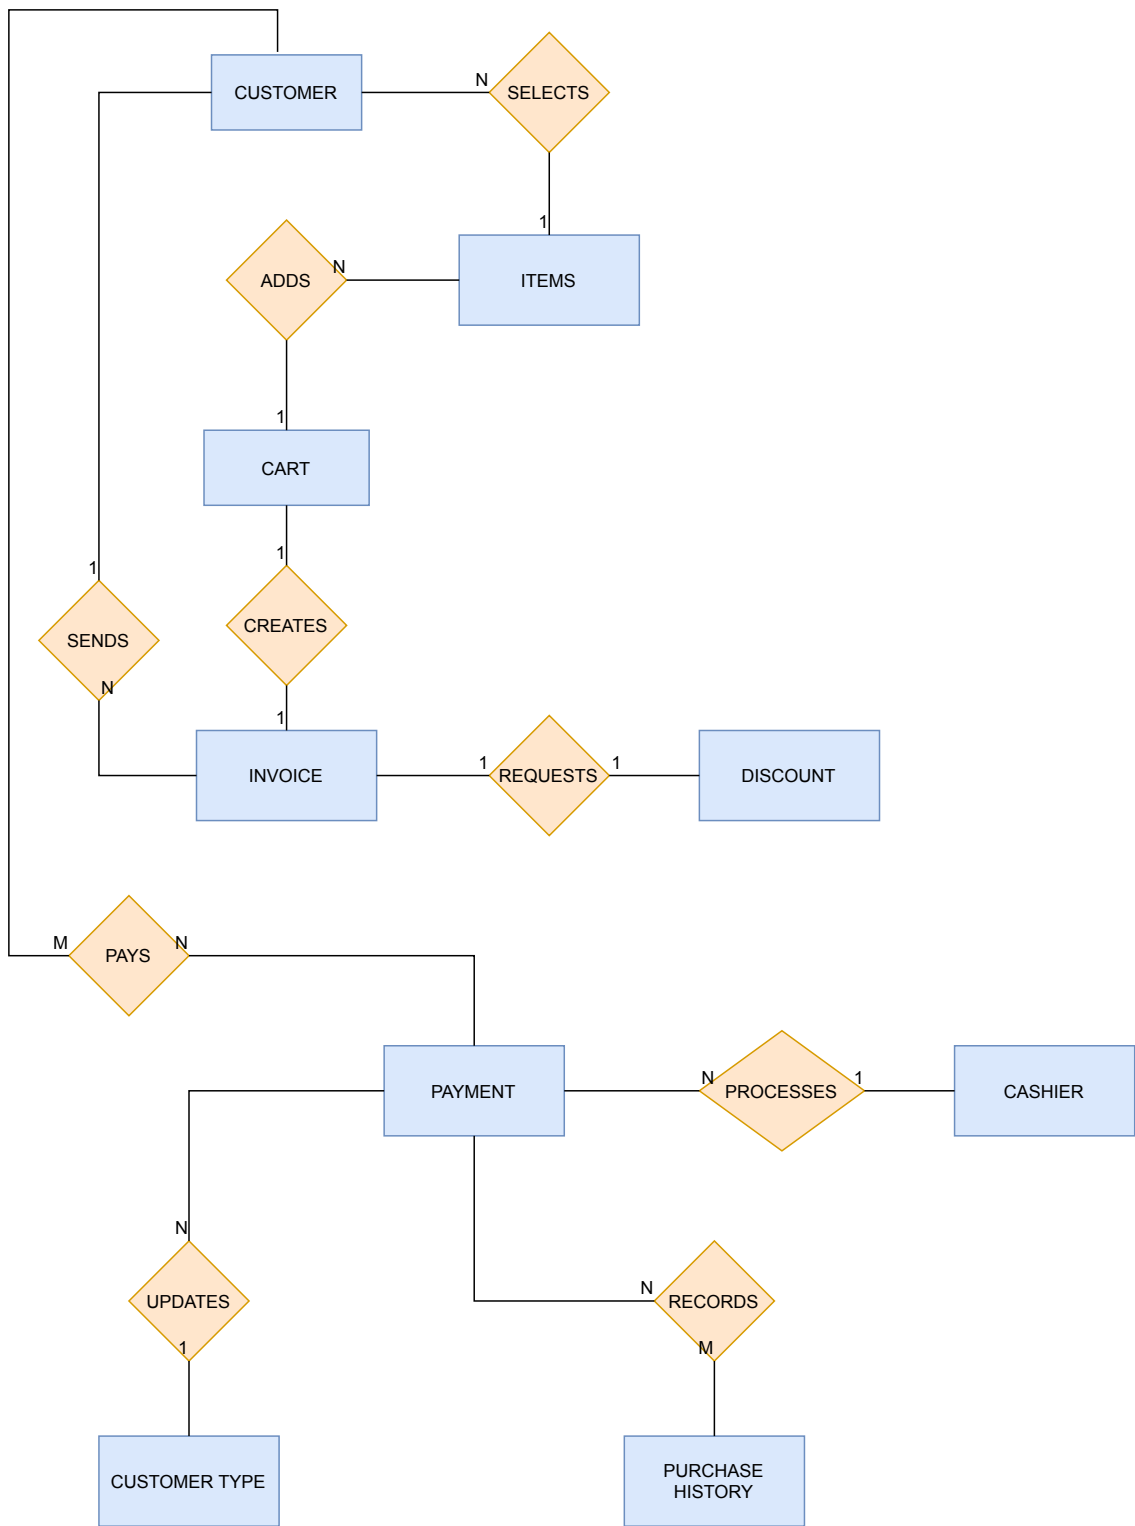 N
CUSTOMER
SELECTS
1
N
ADDS
ITEMS
1
CART
1
1
SENDS
CREATES
N
1
1
1
INVOICE
REQUESTS
DISCOUNT
M
N
PAYS
N
1
PAYMENT
PROCESSES
CASHIER
N
N
UPDATES
RECORDS
1
M
CUSTOMER TYPE
PURCHASE
HISTORY